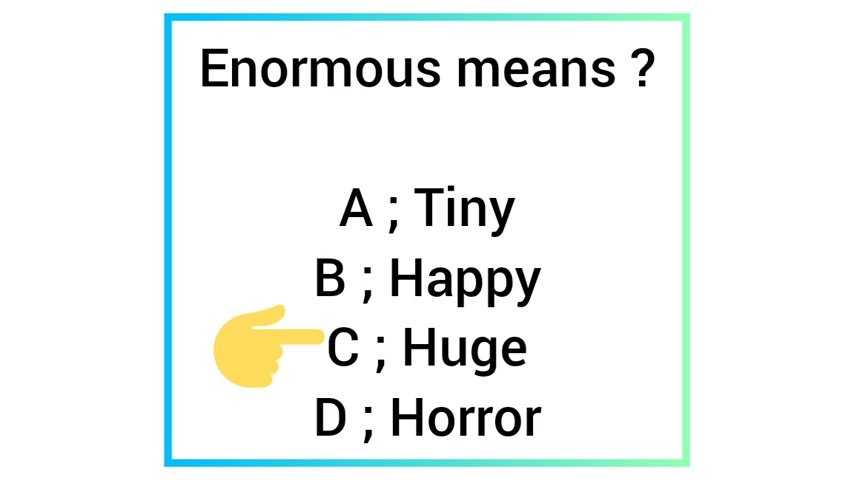 Enormous means ?
A ; Tiny
B ; Happy
C ; Huge
D ; Horror